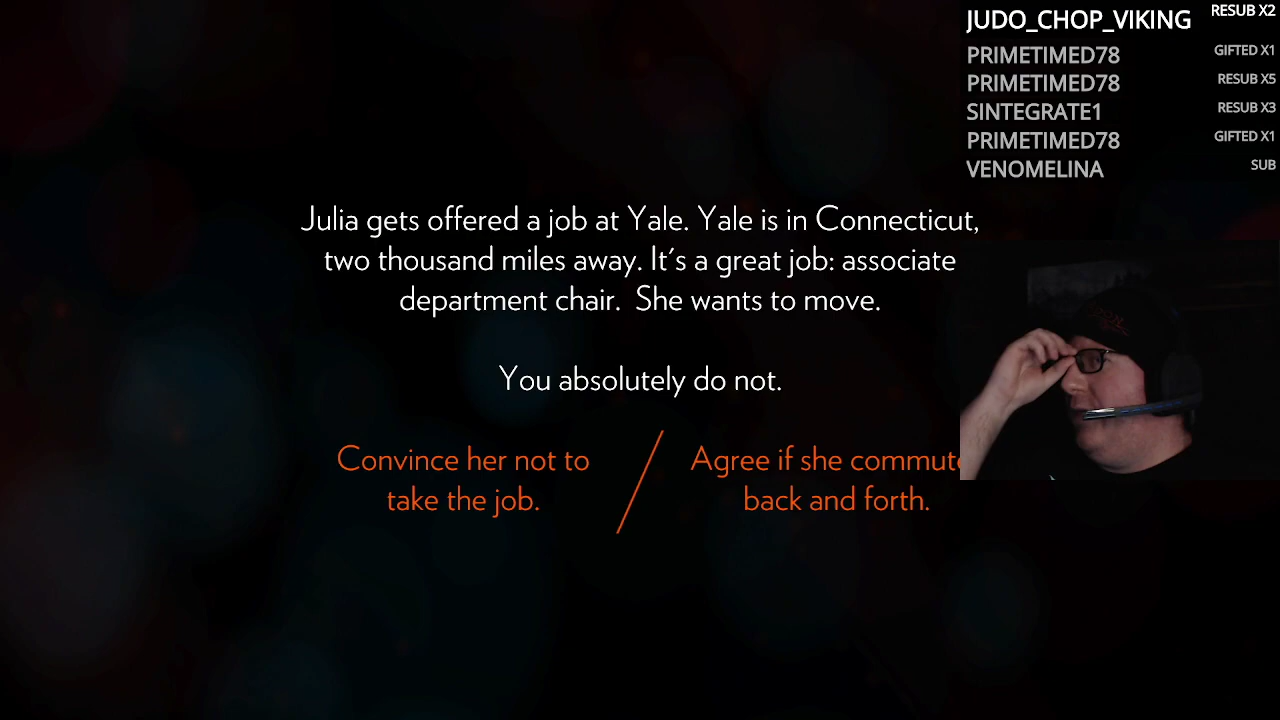 JUDO_CHOP_VIKING RESUB X2
PRIMETIMED78 GIFTED X1
PRIMETIMED78 RESUB X5
SINTEGRATE1 RESUB X3
PRIMETIMED78 GIFTED X1
VENOMELINA SUB
Julia gets offered a job at Yale. Yale is in Connecticut,
two thousand miles away. It's a great job: associate
department chair. She wants to move.
You absolutely do not.
Convince her not to
take the job.
Agree if she commute
back and forth.